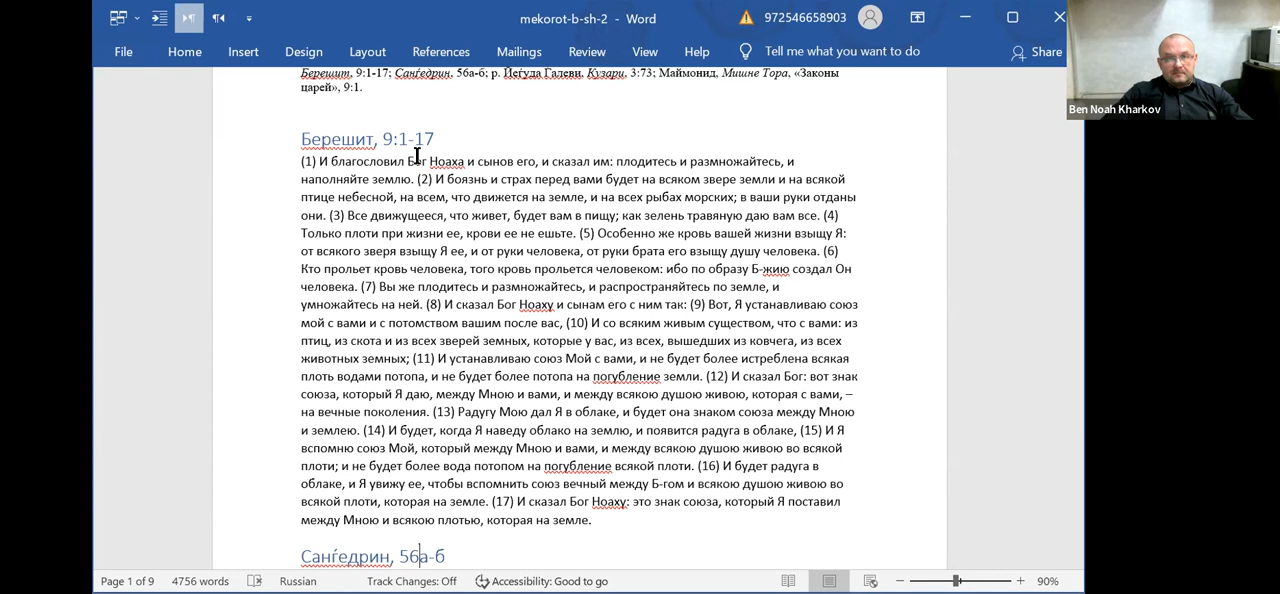 mekorot-b-sh-2 - Word
972546658903
File Home Insert Design Layout References Mailings Review View Help Tell me what you want to do Share
Ben Noah Kharkov
Берешит, 9:1-17; Санѓедрин, 56а-б; р. Йеѓуда Галеви, Кузари, 3:73; Маймонид, Мишне Тора, «Законы
царей», 9:1.
Берешит, 9:1-17
(1) И благословил Бог Ноаха и сынов его, и сказал им: плодитесь и размножайтесь, и
наполняйте землю. (2) И боязнь и страх перед вами будет на всяком звере земли и на всякой
птице небесной, на всем, что движется на земле, и на всех рыбах морских; в ваши руки отданы
они. (3) Все движущееся, что живет, будет вам в пищу; как зелень травяную даю вам все. (4)
Только плоти при жизни ее, крови ее не ешьте. (5) Особенно же кровь вашей жизни взыщу Я:
от всякого зверя взыщу Я ее, и от руки человека, от руки брата его взыщу душу человека. (6)
Кто прольет кровь человека, того кровь прольется человеком: ибо по образу Б-жию создал Он
человека. (7) Вы же плодитесь и размножайтесь, и распространяйтесь по земле, и
умножайтесь на ней. (8) И сказал Бог Ноаху и сынам его с ним так: (9) Вот, Я устанавливаю союз
мой с вами и с потомством вашим после вас, (10) И со всяким живым существом, что с вами: из
птиц, из скота и из всех зверей земных, которые у вас, из всех, вышедших из ковчега, из всех
животных земных; (11) И устанавливаю союз Мой с вами, и не будет более истреблена всякая
плоть водами потопа, и не будет более потопа на погубление земли. (12) И сказал Бог: вот знак
союза, который Я даю, между Мною и вами, и между всякою душою живою, которая с вами, –
на вечные поколения. (13) Радугу Мою дал Я в облаке, и будет она знаком союза между Мною
и землею. (14) И будет, когда Я наведу облако на землю, и появится радуга в облаке, (15) И Я
вспомню союз Мой, который между Мною и вами, и между всякою душою живою во всякой
плоти; и не будет более вода потопом на погубление всякой плоти. (16) И будет радуга в
облаке, и Я увижу ее, чтобы вспомнить союз вечный между Б-гом и всякою душою живою во
всякой плоти, которая на земле. (17) И сказал Бог Ноаху: это знак союза, который Я поставил
между Мною и всякою плотью, которая на земле.
Санѓедрин, 56а-б
Page 1 of 9 4756 words Russian Track Changes: Off Accessibility: Good to go 90%